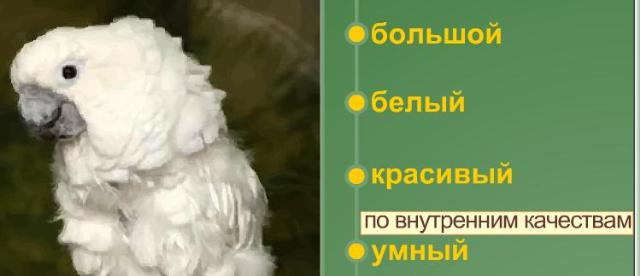 большой
белый
красивый
по внутренним качествам
умный